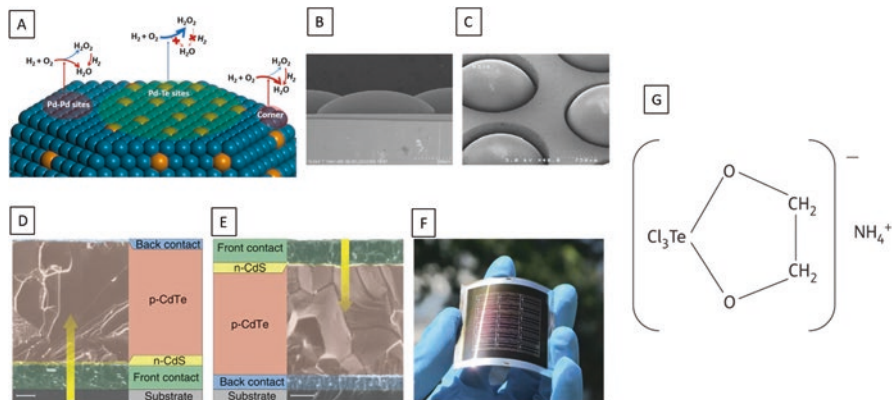 A
H₂O₂
H₂ + O₂
H₂
H₂O
H₂O₂
H₂ + O₂
H₂
H₂O
H₂O₂
H₂ + O₂
H₂
H₂O
Pd-Pd sites
Pd-Te sites
Corner
B
C
D
Back contact
p-CdTe
n-CdS
Front contact
Substrate
E
Front contact
n-CdS
p-CdTe
Back contact
Substrate
F
G
O
CH₂
Cl₃Te
CH₂
O
−
NH₄⁺